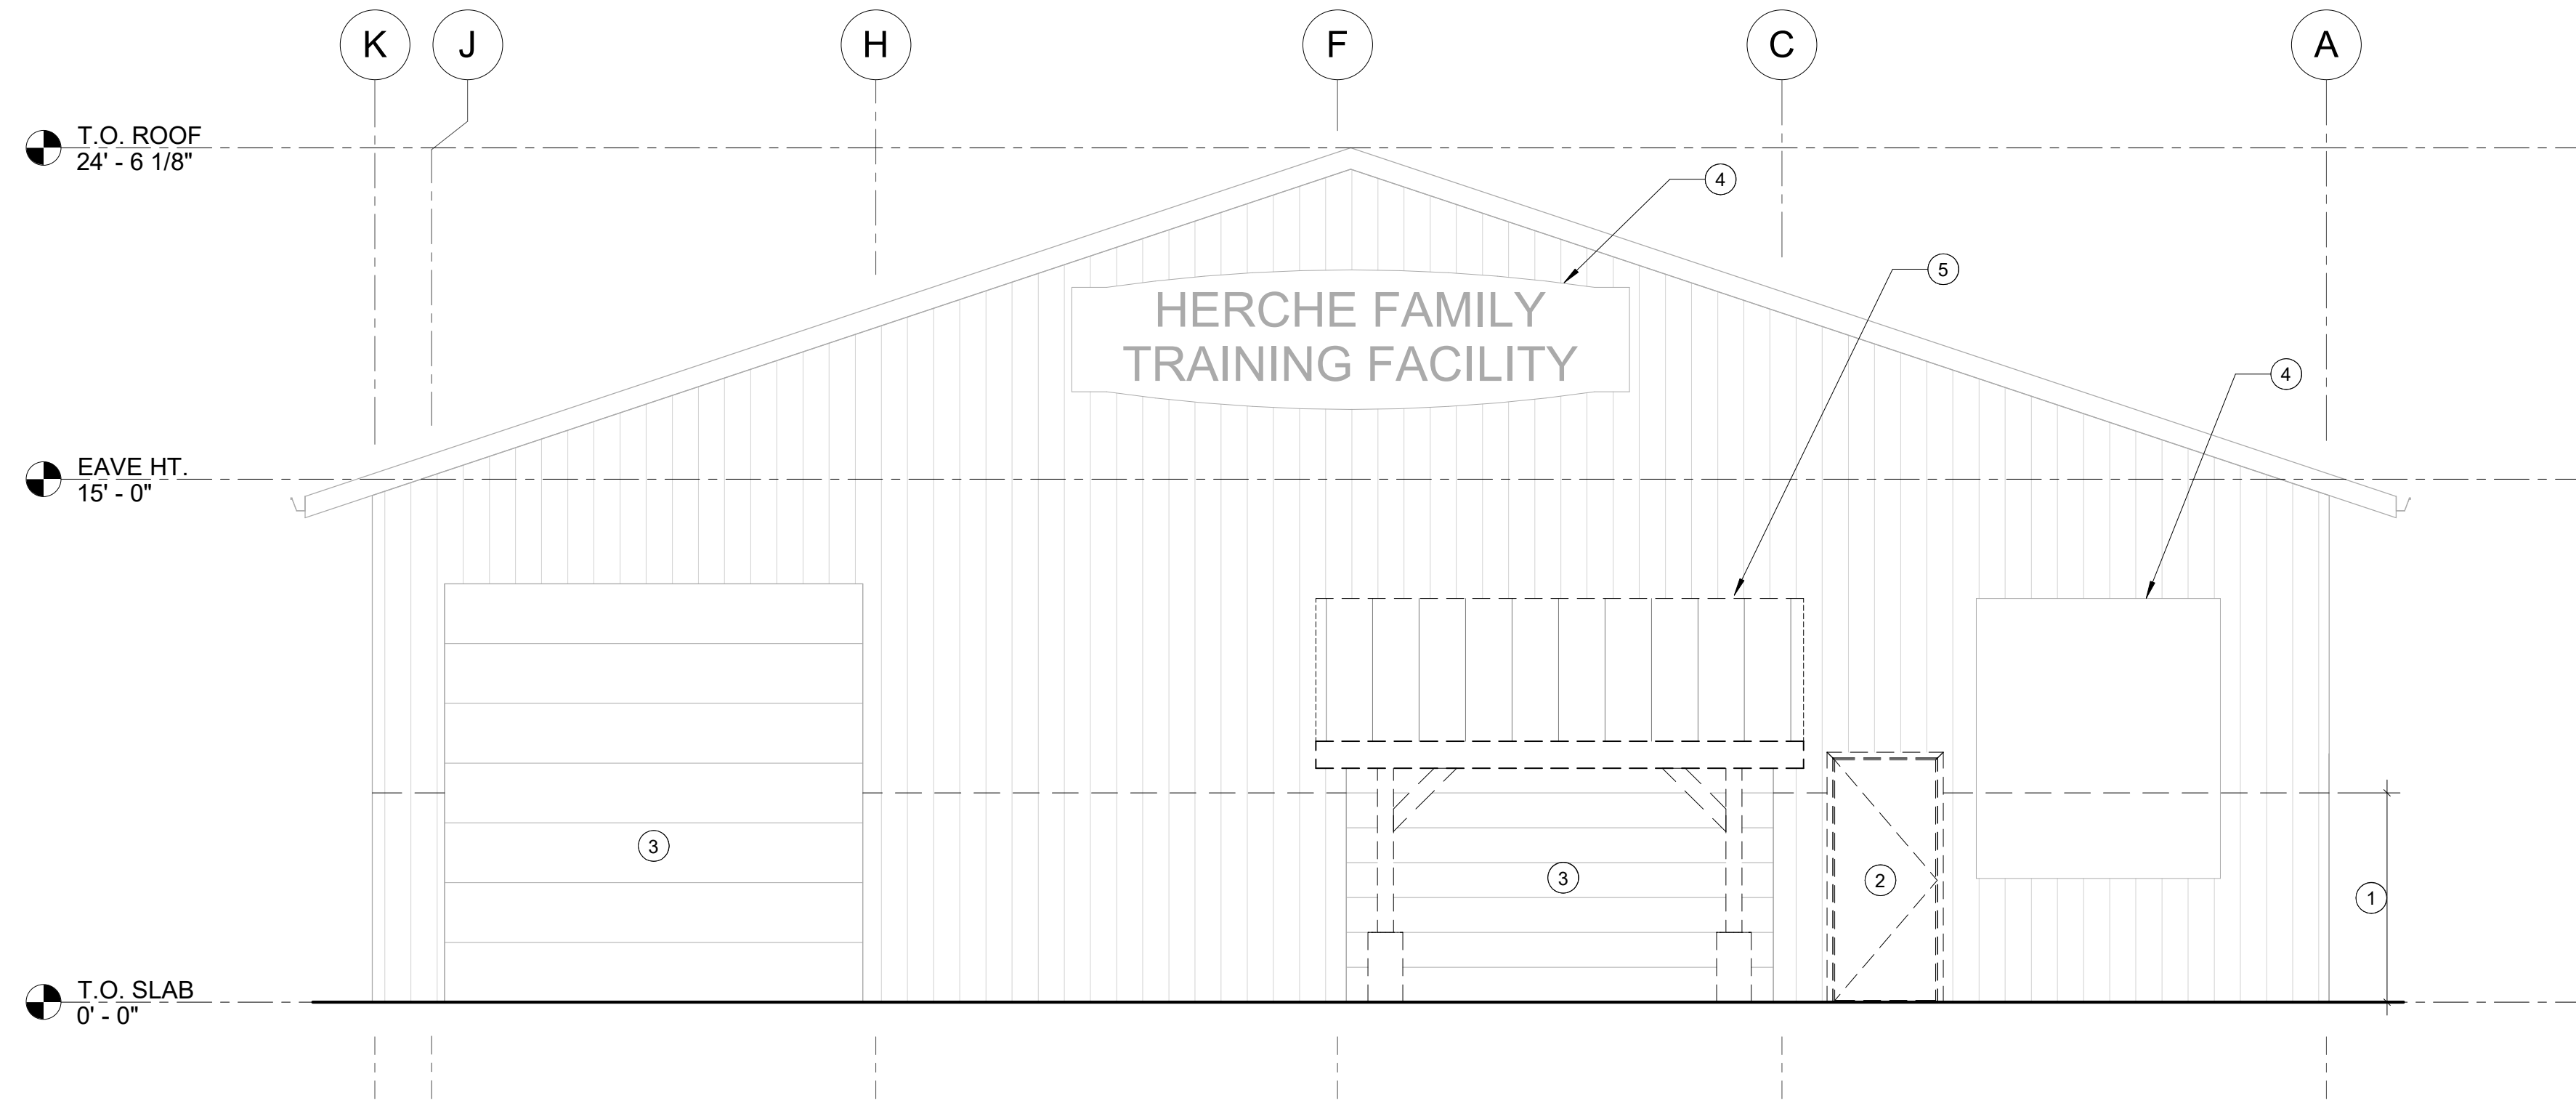 K J H F C A
T.O. ROOF
24' - 6 1/8"
4
5
HERCHE FAMILY
TRAINING FACILITY
4
EAVE HT.
15' - 0"
3
3
2
1
T.O. SLAB
0' - 0"